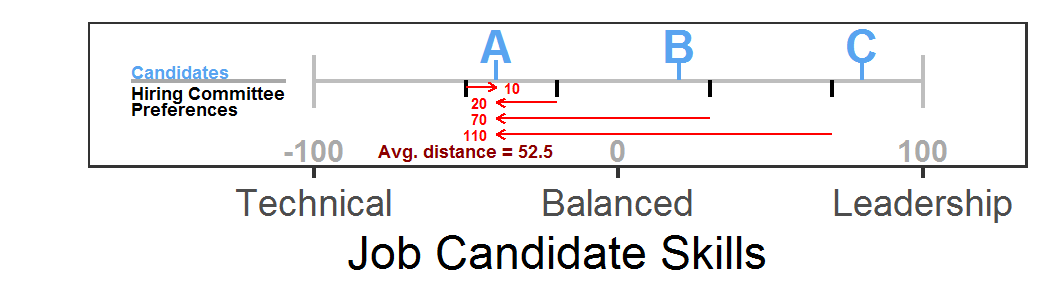 A B C
Candidates
Hiring Committee
Preferences
10
20
70
110
Avg. distance = 52.5
-100 0 100
Technical Balanced Leadership
Job Candidate Skills